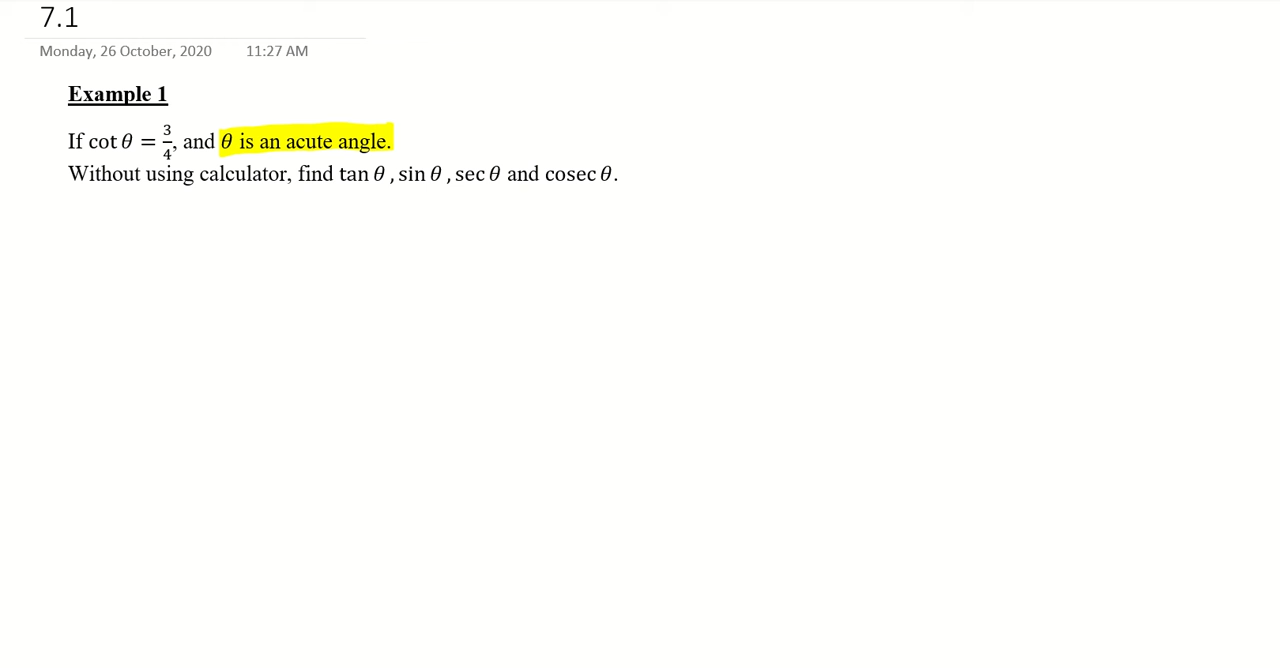 7.1
Monday, 26 October, 2020 11:27 AM
Example 1
If cot θ = 3/4, and θ is an acute angle.
Without using calculator, find tan θ , sin θ , sec θ and cosec θ.